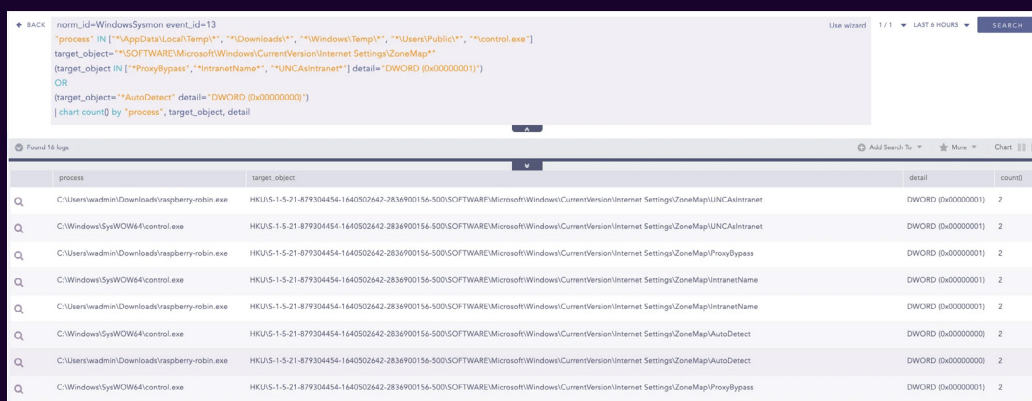 BACK norm_id=WindowsSysmon event_id=13 Use wizard 1 / 1 LAST 6 HOURS SEARCH
"process" IN ["*\AppData\Local\Temp\*", "*\Downloads\*", "*\Windows\Temp\*", "*\Users\Public\*", "*\control.exe"]
target_object="*\SOFTWARE\Microsoft\Windows\CurrentVersion\Internet Settings\ZoneMap*"
(target_object IN ["*ProxyBypass","*IntranetName*", "*UNCAsIntranet*"] detail="DWORD (0x00000001)")
OR
(target_object="*AutoDetect" detail="DWORD (0x00000000)")
| chart count() by "process", target_object, detail
Found 16 logs Add Search To More Chart
process target_object detail count()
C:\Users\wadmin\Downloads\raspberry-robin.exe HKU\S-1-5-21-879304454-1640502642-2836900156-500\SOFTWARE\Microsoft\Windows\CurrentVersion\Internet Settings\ZoneMap\UNCAsIntranet DWORD (0x00000001) 2
C:\Windows\SysWOW64\control.exe HKU\S-1-5-21-879304454-1640502642-2836900156-500\SOFTWARE\Microsoft\Windows\CurrentVersion\Internet Settings\ZoneMap\UNCAsIntranet DWORD (0x00000001) 2
C:\Users\wadmin\Downloads\raspberry-robin.exe HKU\S-1-5-21-879304454-1640502642-2836900156-500\SOFTWARE\Microsoft\Windows\CurrentVersion\Internet Settings\ZoneMap\ProxyBypass DWORD (0x00000001) 2
C:\Windows\SysWOW64\control.exe HKU\S-1-5-21-879304454-1640502642-2836900156-500\SOFTWARE\Microsoft\Windows\CurrentVersion\Internet Settings\ZoneMap\IntranetName DWORD (0x00000001) 2
C:\Users\wadmin\Downloads\raspberry-robin.exe HKU\S-1-5-21-879304454-1640502642-2836900156-500\SOFTWARE\Microsoft\Windows\CurrentVersion\Internet Settings\ZoneMap\IntranetName DWORD (0x00000001) 2
C:\Windows\SysWOW64\control.exe HKU\S-1-5-21-879304454-1640502642-2836900156-500\SOFTWARE\Microsoft\Windows\CurrentVersion\Internet Settings\ZoneMap\AutoDetect DWORD (0x00000000) 2
C:\Users\wadmin\Downloads\raspberry-robin.exe HKU\S-1-5-21-879304454-1640502642-2836900156-500\SOFTWARE\Microsoft\Windows\CurrentVersion\Internet Settings\ZoneMap\AutoDetect DWORD (0x00000000) 2
C:\Windows\SysWOW64\control.exe HKU\S-1-5-21-879304454-1640502642-2836900156-500\SOFTWARE\Microsoft\Windows\CurrentVersion\Internet Settings\ZoneMap\ProxyBypass DWORD (0x00000001) 2